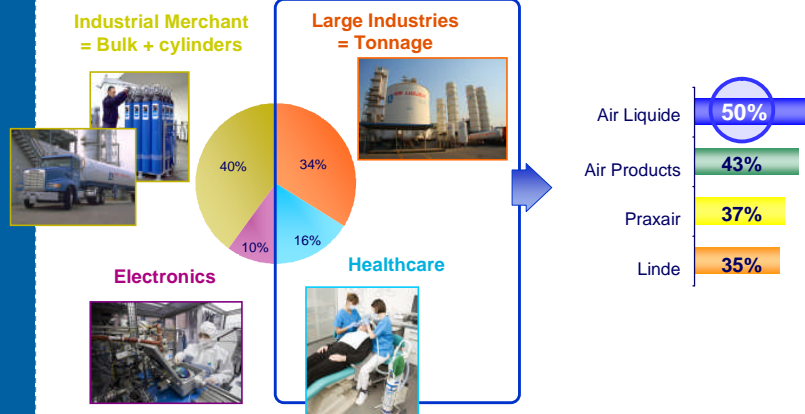 Industrial Merchant
= Bulk + cylinders
Large Industries
= Tonnage
40%
34%
10%
16%
Electronics
Healthcare
Air Liquide
50%
Air Products
43%
Praxair
37%
Linde
35%